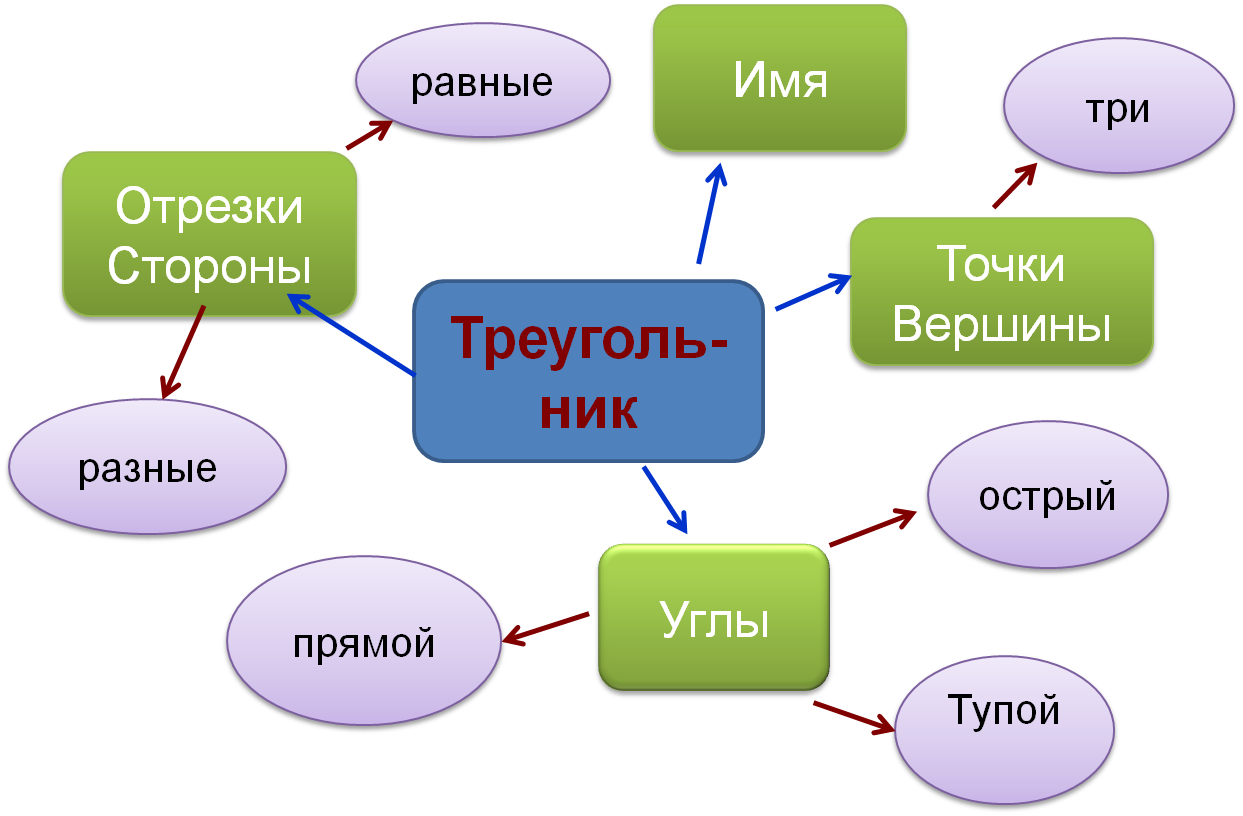 равные
Имя
три
Отрезки
Стороны
Точки
Вершины
Треуголь-
ник
разные
острый
Углы
прямой
Тупой